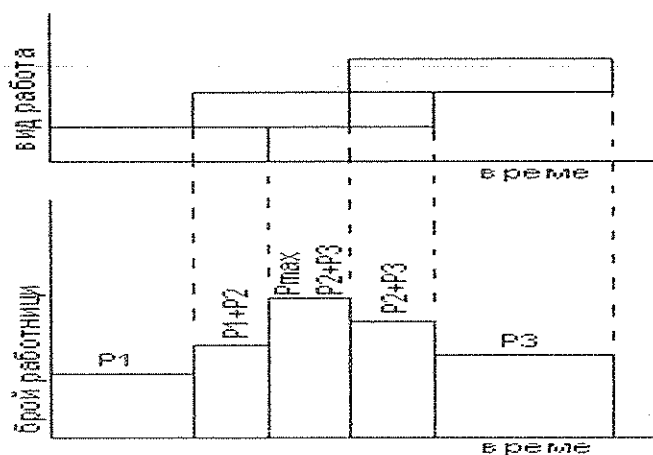 вид работа
време
брой работници
P1
P1+P2
Pmax
P2+P3
P2+P3
P3
време